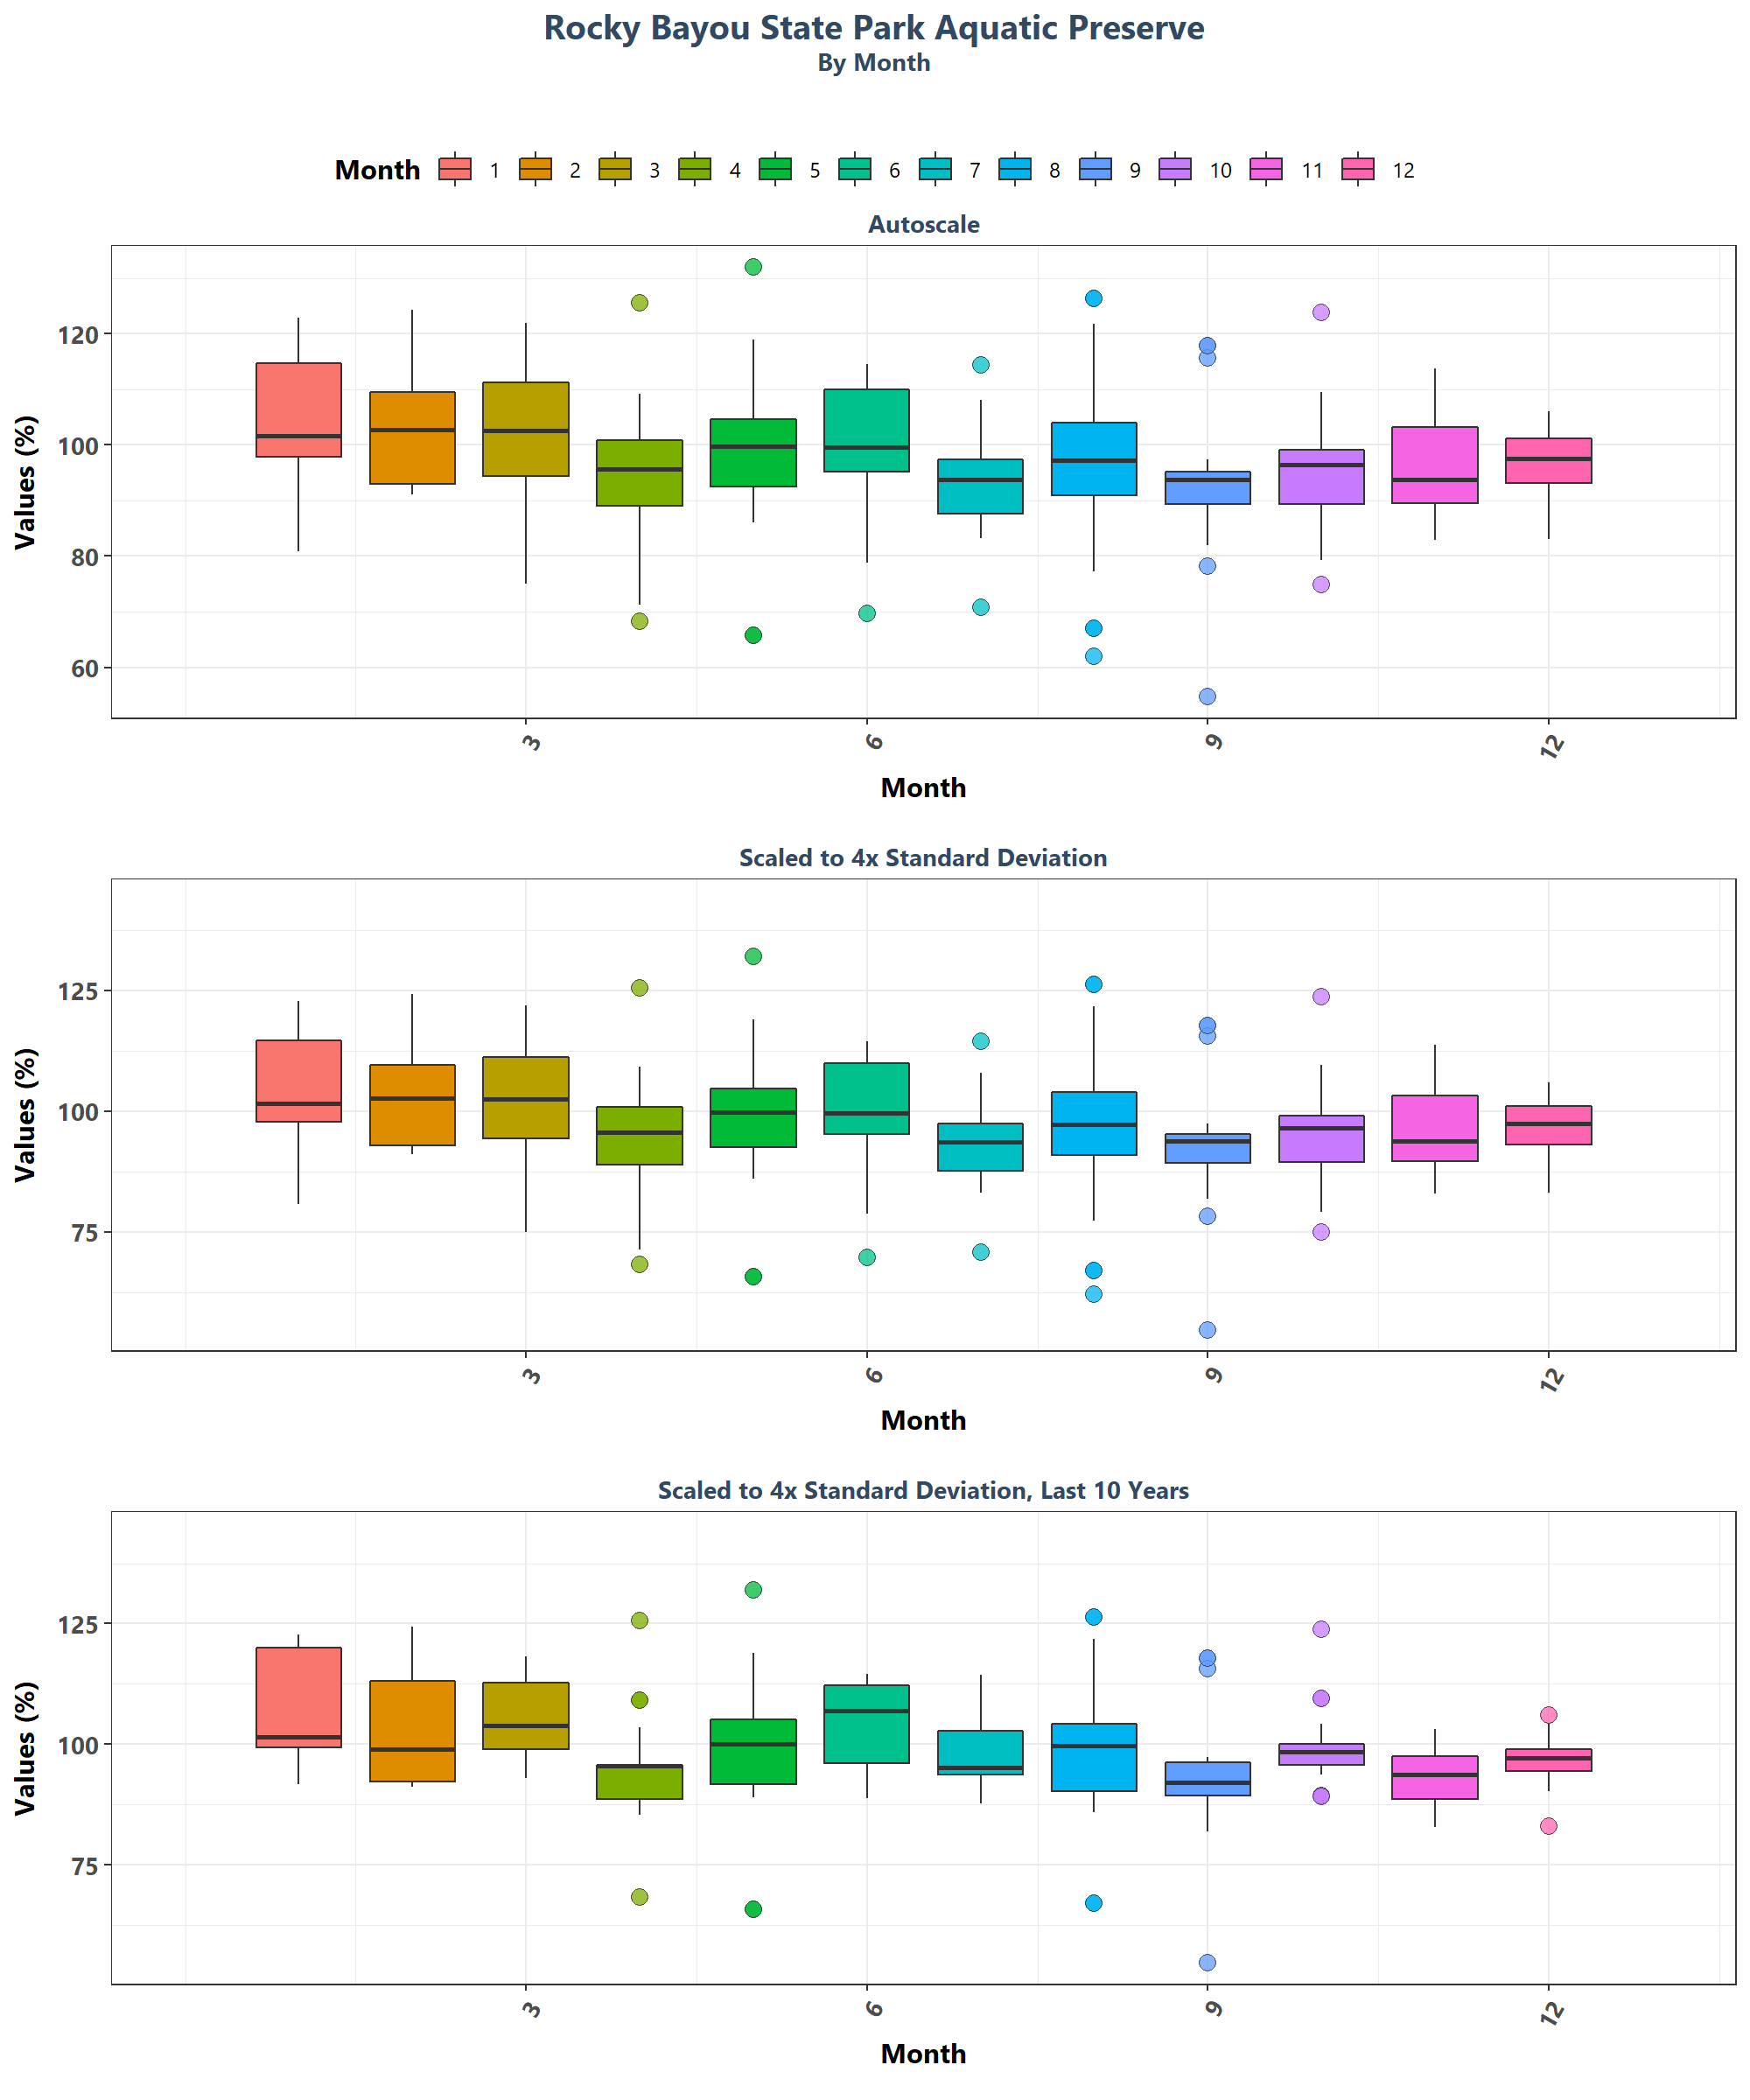 Rocky Bayou State Park Aquatic Preserve
By Month
Month 1 2 3 4 5 6 7 8 9 10 11 12
Autoscale
Values (%)
120
100
80
60
3 6 9 12
Month
Scaled to 4x Standard Deviation
Values (%)
125
100
75
3 6 9 12
Month
Scaled to 4x Standard Deviation, Last 10 Years
Values (%)
125
100
75
3 6 9 12
Month